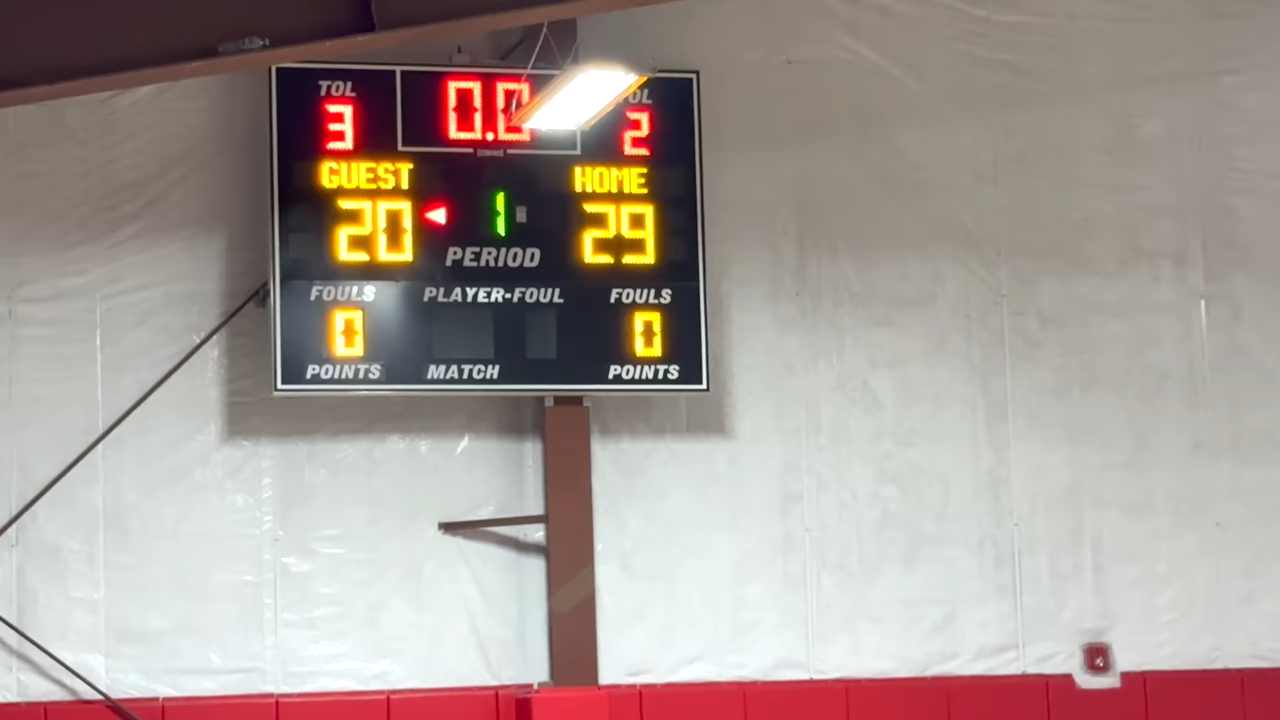 TOL 0.0 TOL
3 2
GUEST HOME
20 1 29
PERIOD
FOULS PLAYER-FOUL FOULS
0 0
POINTS MATCH POINTS